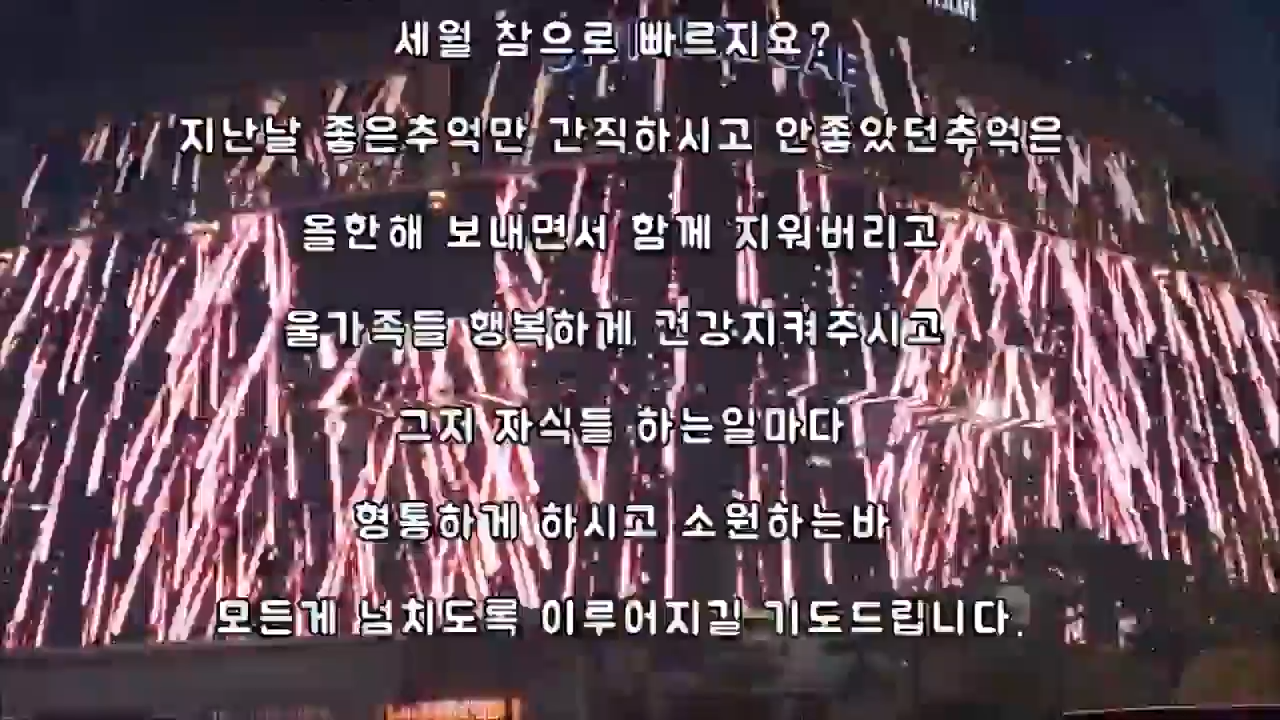 세월 참으로 빠르지요?
지난날 좋은추억만 간직하시고 안좋았던추억은
올한해 보내면서 함께 지워버리고
울가족들 행복하게 건강지켜주시고
그저 자식들 하는일마다
형통하게 하시고 소원하는바
모든게 넘치도록 이루어지길 기도드립니다.